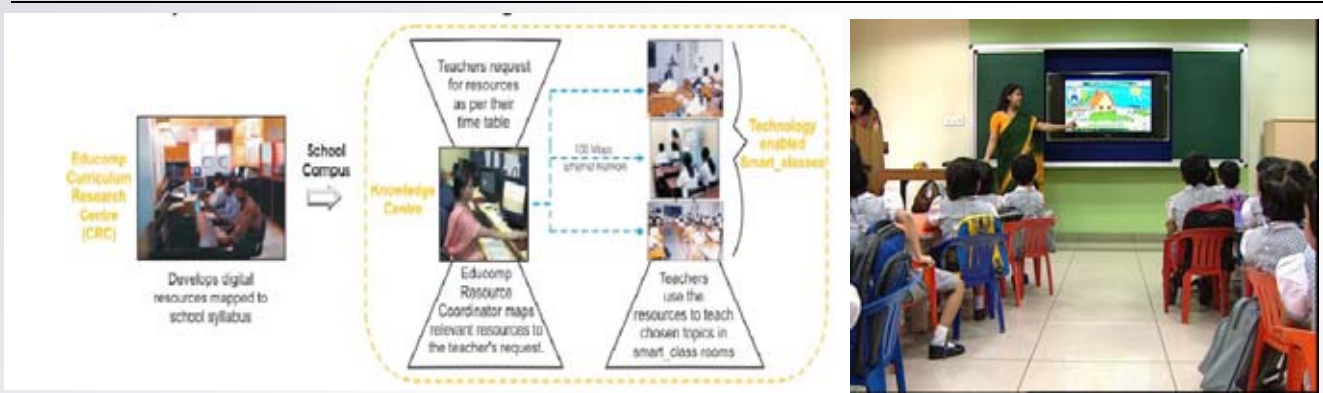 Educomp
Curriculum
Research
Centre
(CRC)
Develops digital
resources mapped to
school syllabus
School
Campus
Knowledge
Centre
Teachers request
for resources
as per their
time table
Educomp
Resource
Coordinator maps
relevant resources to
the teacher's request.
100 Mbps
Teachers
use the
resources to teach
chosen topics in
smart_class rooms
Technology
enabled
Smart_classes